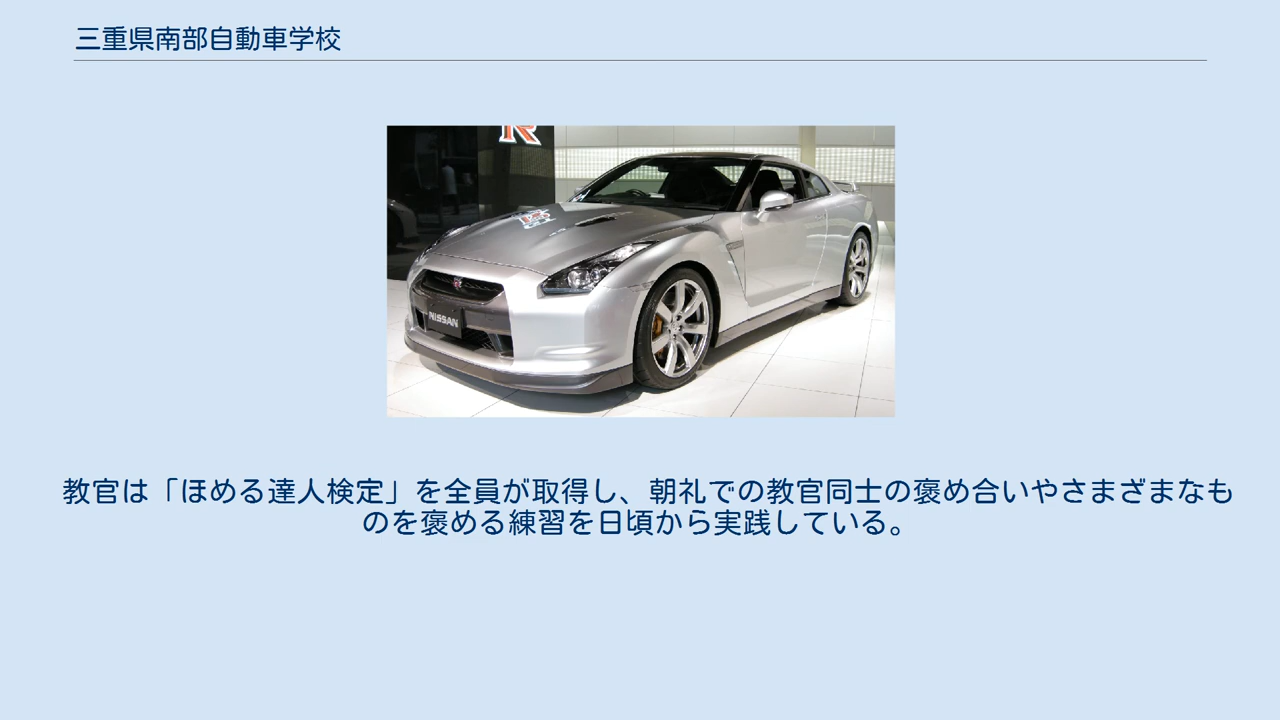 三重県南部自動車学校
R
NISSAN
教官は「ほめる達人検定」を全員が取得し、朝礼での教官同士の褒め合いやさまざまなも
のを褒める練習を日頃から実践している。